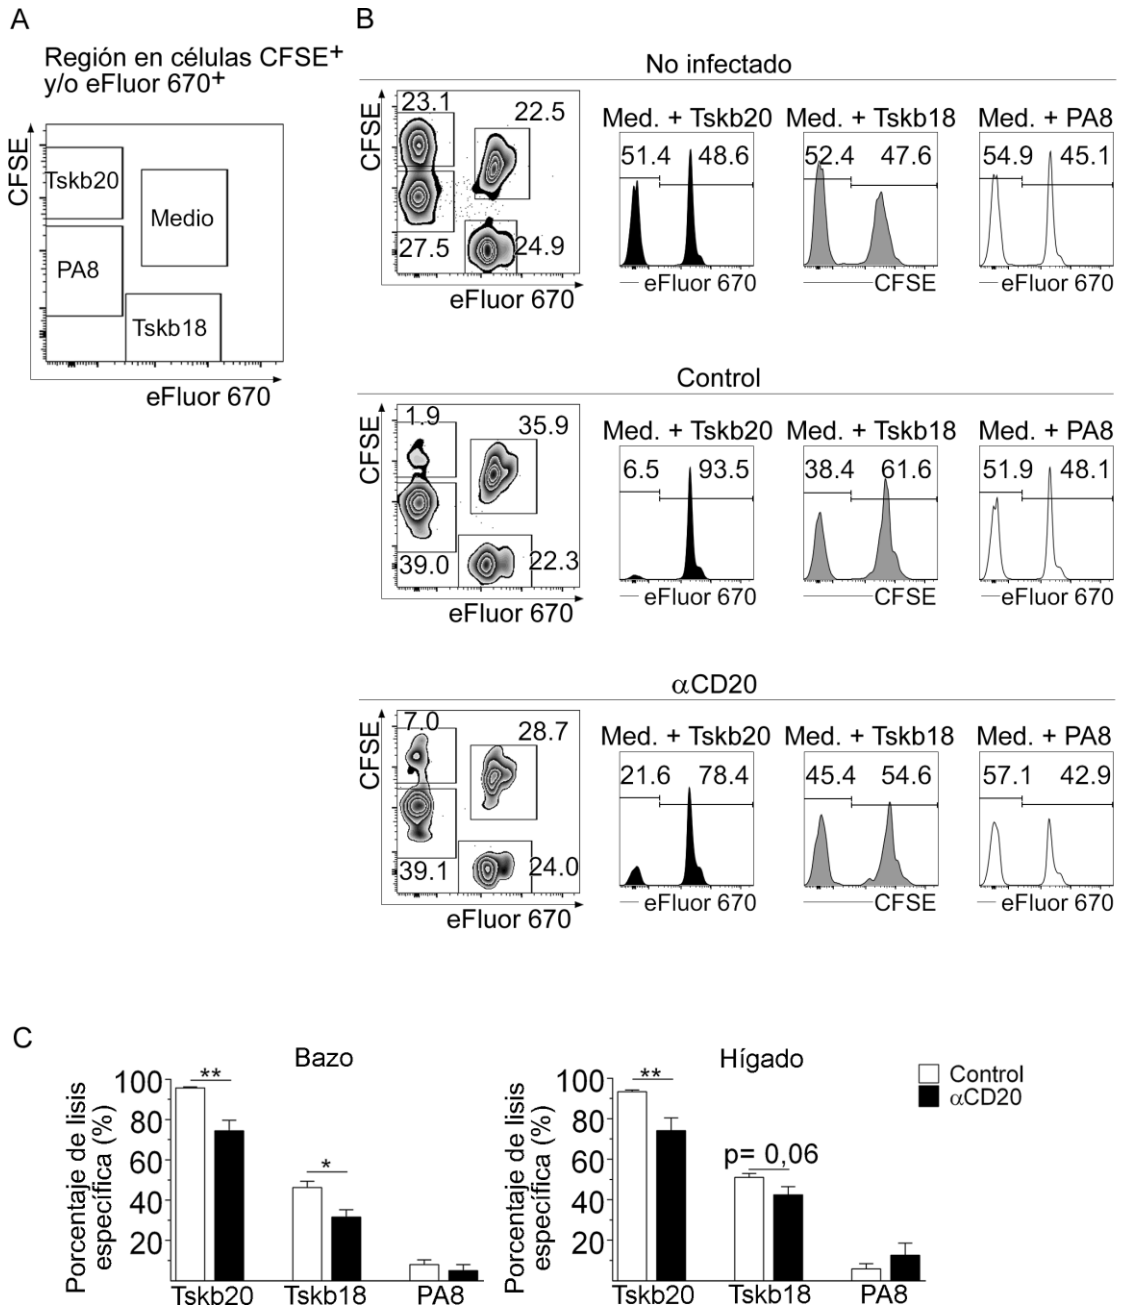 A
Región en células CFSE+
y/o eFluor 670+
CFSE
Tskb20
Medio
PA8
Tskb18
eFluor 670
B
No infectado
CFSE
23.1
22.5
27.5
24.9
eFluor 670
Med. + Tskb20
51.4 48.6
eFluor 670
Med. + Tskb18
52.4 47.6
CFSE
Med. + PA8
54.9 45.1
eFluor 670
Control
CFSE
1.9
35.9
39.0
22.3
eFluor 670
Med. + Tskb20
6.5 93.5
eFluor 670
Med. + Tskb18
38.4 61.6
CFSE
Med. + PA8
51.9 48.1
eFluor 670
αCD20
CFSE
7.0
28.7
39.1
24.0
eFluor 670
Med. + Tskb20
21.6 78.4
eFluor 670
Med. + Tskb18
45.4 54.6
CFSE
Med. + PA8
57.1 42.9
eFluor 670
C
Bazo
Porcentaje de lisis
específica (%)
100
80
60
40
20
**
*
Tskb20 Tskb18 PA8
Hígado
Porcentaje de lisis
específica (%)
100
80
60
40
20
**
p= 0,06
Tskb20 Tskb18 PA8
Control
αCD20